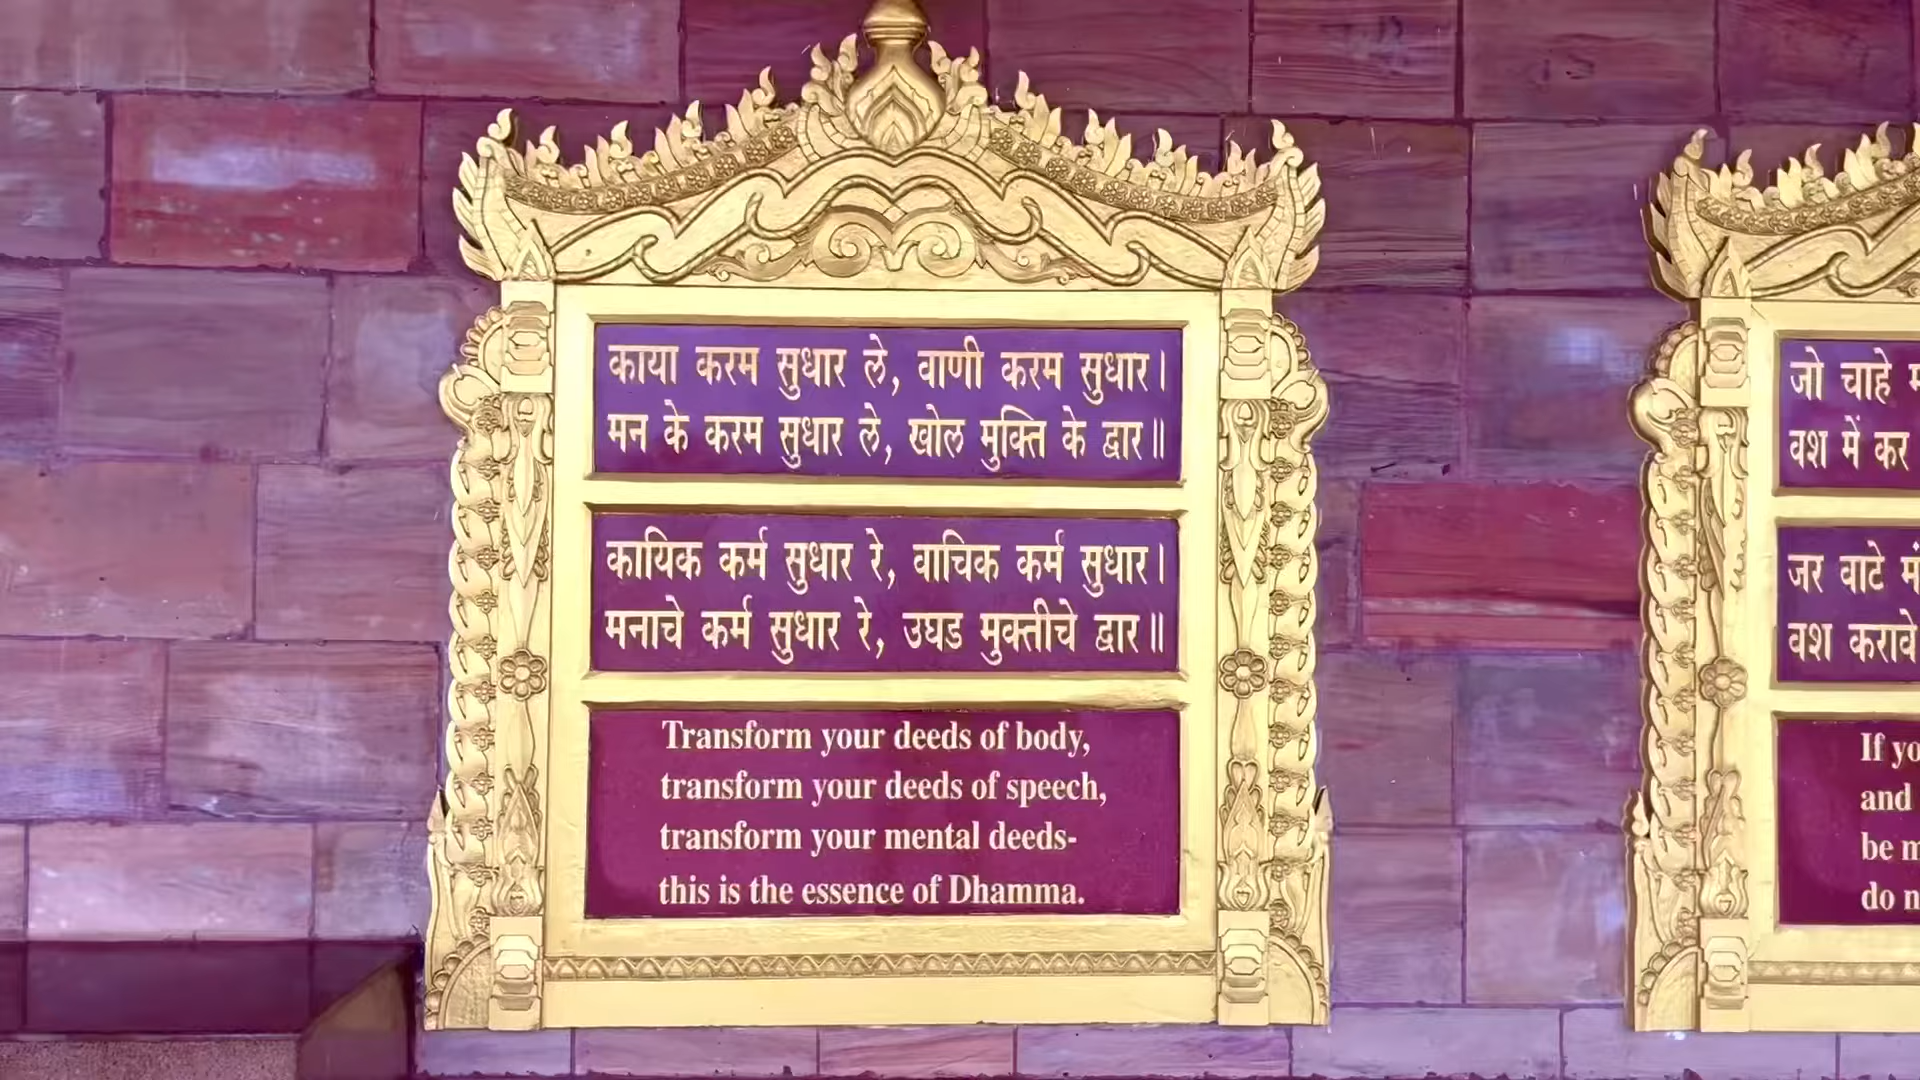 काया करम सुधार ले, वाणी करम सुधार।
मन के करम सुधार ले, खोल मुक्ति के द्वार॥
कायिक कर्म सुधार रे, वाचिक कर्म सुधार।
मनाचे कर्म सुधार रे, उघड मुक्तीचे द्वार॥
Transform your deeds of body,
transform your deeds of speech,
transform your mental deeds-
this is the essence of Dhamma.
जो चाहे
वश में कर
जर वाटे
वश करावे
If
and
be
do